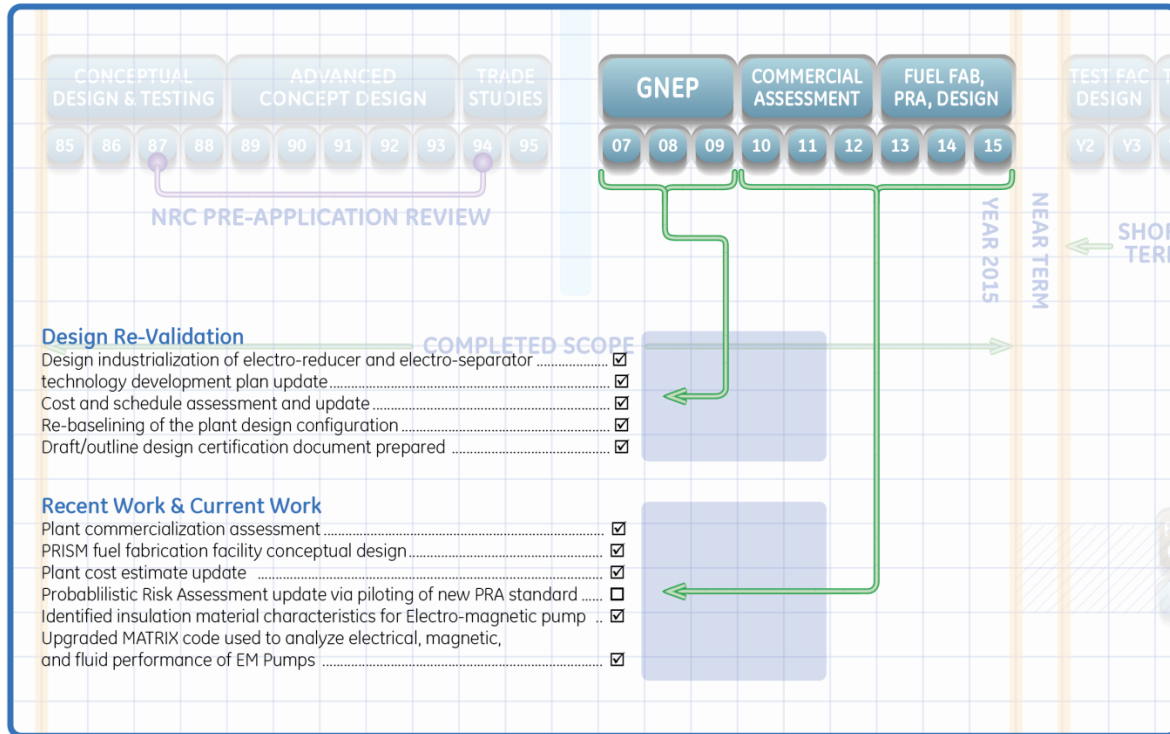 CONCEPTUAL
DESIGN & TESTING
ADVANCED
CONCEPT DESIGN
TRADE
STUDIES
GNEP
COMMERCIAL
ASSESSMENT
FUEL FAB,
PRA, DESIGN
TEST FAC
DESIGN
85 86 87 88 89 90 91 92 93 94 95 07 08 09 10 11 12 13 14 15 Y2 Y3
NRC PRE-APPLICATION REVIEW
YEAR 2015
NEAR TERM
COMPLETED SCOPE
Design Re-Validation
Design industrialization of electro-reducer and electro-separator ................. ☑
technology development plan update ................. ☑
Cost and schedule assessment and update ................. ☑
Re-baselining of the plant design configuration ................. ☑
Draft/outline design certification document prepared ................. ☑
Recent Work & Current Work
Plant commercialization assessment ................. ☑
PRISM fuel fabrication facility conceptual design ................. ☑
Plant cost estimate update ................. ☑
Probablilistic Risk Assessment update via piloting of new PRA standard ...... ☐
Identified insulation material characteristics for Electro-magnetic pump .. ☑
Upgraded MATRIX code used to analyze electrical, magnetic,
and fluid performance of EM Pumps ................. ☑